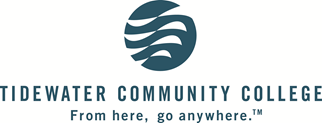 TIDEWATER COMMUNITY COLLEGE
From here, go anywhere.™